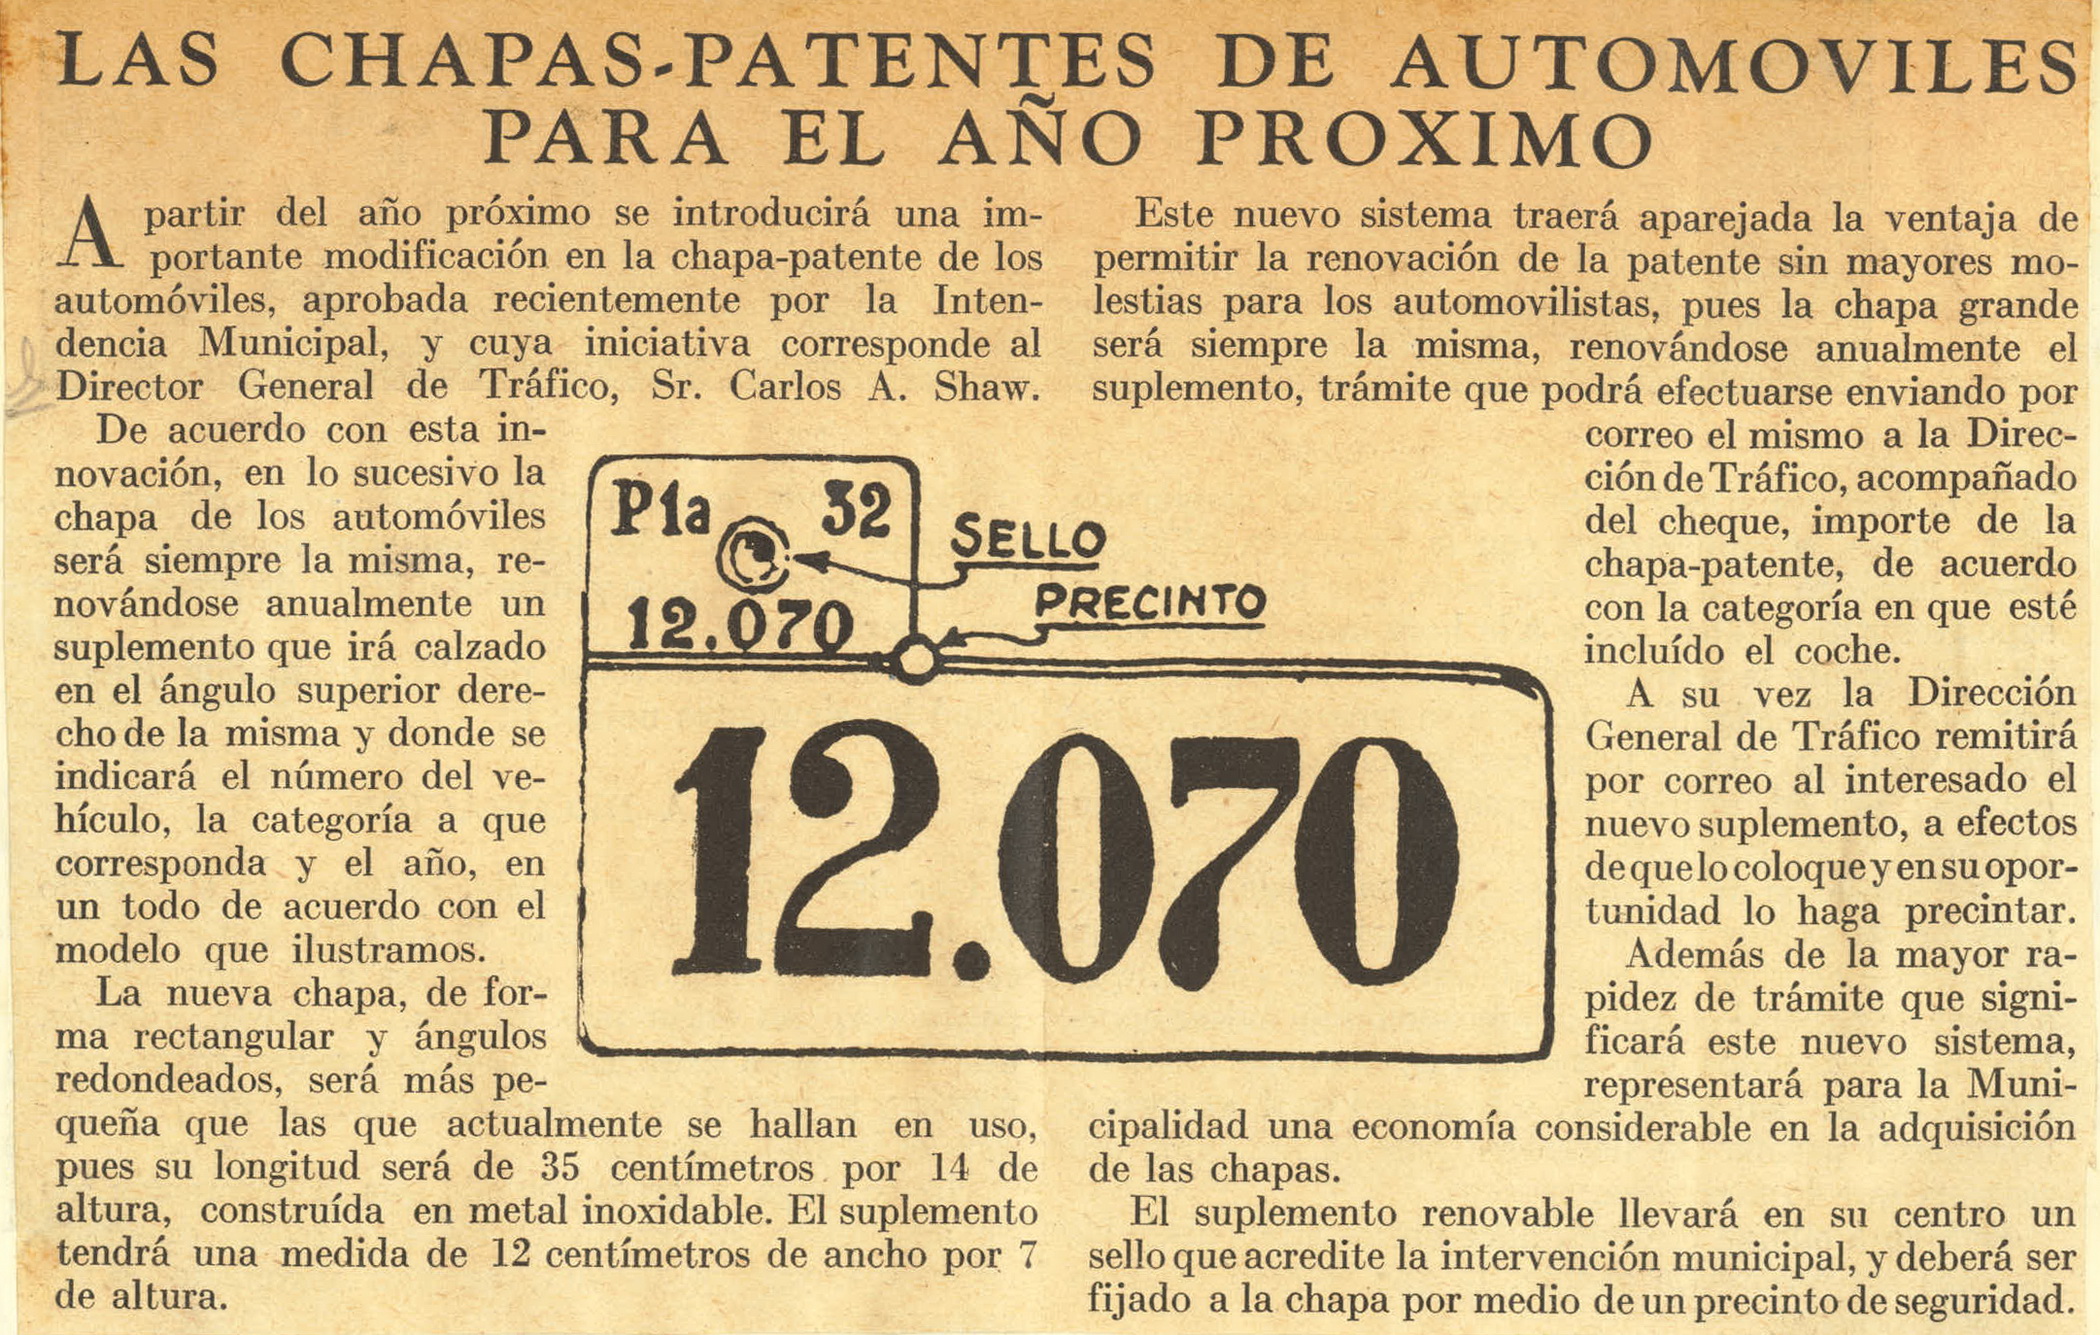 LAS CHAPAS-PATENTES DE AUTOMOVILES
PARA EL AÑO PROXIMO
A partir del año próximo se introducirá una im-
portante modificación en la chapa-patente de los
automóviles, aprobada recientemente por la Inten-
dencia Municipal, y cuya iniciativa corresponde al
Director General de Tráfico, Sr. Carlos A. Shaw.
De acuerdo con esta in-
novación, en lo sucesivo la
chapa de los automóviles
será siempre la misma, re-
novándose anualmente un
suplemento que irá calzado
en el ángulo superior dere-
cho de la misma y donde se
indicará el número del ve-
hículo, la categoría a que
corresponda y el año, en
un todo de acuerdo con el
modelo que ilustramos.
La nueva chapa, de for-
ma rectangular y ángulos
redondeados, será más pe-
queña que las que actualmente se hallan en uso,
pues su longitud será de 35 centímetros por 14 de
altura, construída en metal inoxidable. El suplemento
tendrá una medida de 12 centímetros de ancho por 7
de altura.
P1a 32
SELLO
PRECINTO
12.070
12.070
Este nuevo sistema traerá aparejada la ventaja de
permitir la renovación de la patente sin mayores mo-
lestias para los automovilistas, pues la chapa grande
será siempre la misma, renovándose anualmente el
suplemento, trámite que podrá efectuarse enviando por
correo el mismo a la Direc-
ción de Tráfico, acompañado
del cheque, importe de la
chapa-patente, de acuerdo
con la categoría en que esté
incluído el coche.
A su vez la Dirección
General de Tráfico remitirá
por correo al interesado el
nuevo suplemento, a efectos
de que lo coloque y en su opor-
tunidad lo haga precintar.
Además de la mayor ra-
pidez de trámite que signi-
ficará este nuevo sistema,
representará para la Muni-
cipalidad una economía considerable en la adquisición
de las chapas.
El suplemento renovable llevará en su centro un
sello que acredite la intervención municipal, y deberá ser
fijado a la chapa por medio de un precinto de seguridad.